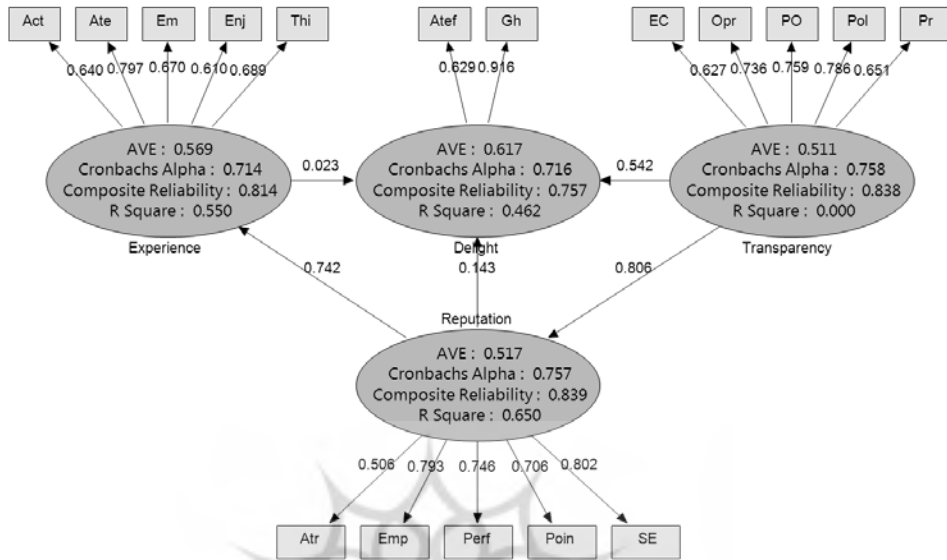 Act Ate Em Enj Thi Atef Gh EC Opr PO Pol Pr
0.640 0.797 0.670 0.610 0.689 0.629 0.916 0.627 0.736 0.759 0.786 0.651
AVE : 0.569
Cronbachs Alpha : 0.714
Composite Reliability : 0.814
R Square : 0.550
Experience
0.023
AVE : 0.617
Cronbachs Alpha : 0.716
Composite Reliability : 0.757
R Square : 0.462
Delight
0.542
AVE : 0.511
Cronbachs Alpha : 0.758
Composite Reliability : 0.838
R Square : 0.000
Transparency
0.742 0.143 0.806
Reputation
AVE : 0.517
Cronbachs Alpha : 0.757
Composite Reliability : 0.839
R Square : 0.650
0.506 0.793 0.746 0.706 0.802
Atr Emp Perf Poin SE